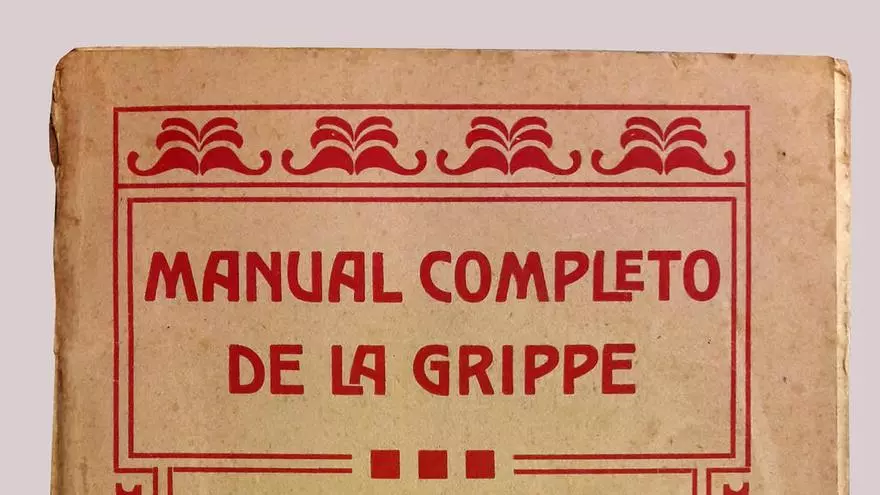 MANUAL COMPLETO
DE LA GRIPPE